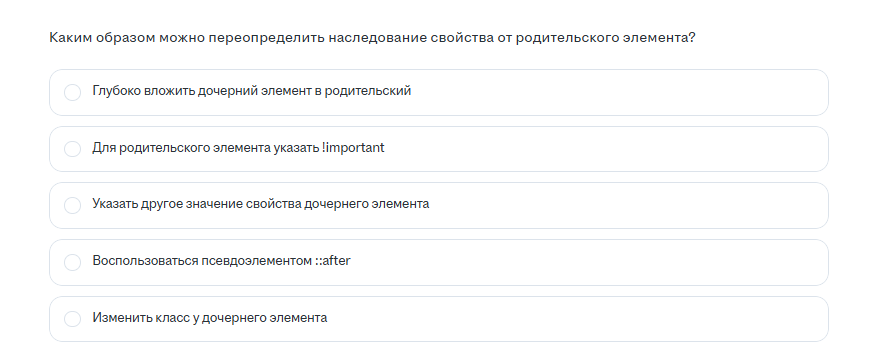 Каким образом можно переопределить наследование свойства от родительского элемента?
Глубоко вложить дочерний элемент в родительский
Для родительского элемента указать !important
Указать другое значение свойства дочернего элемента
Воспользоваться псевдоэлементом ::after
Изменить класс у дочернего элемента